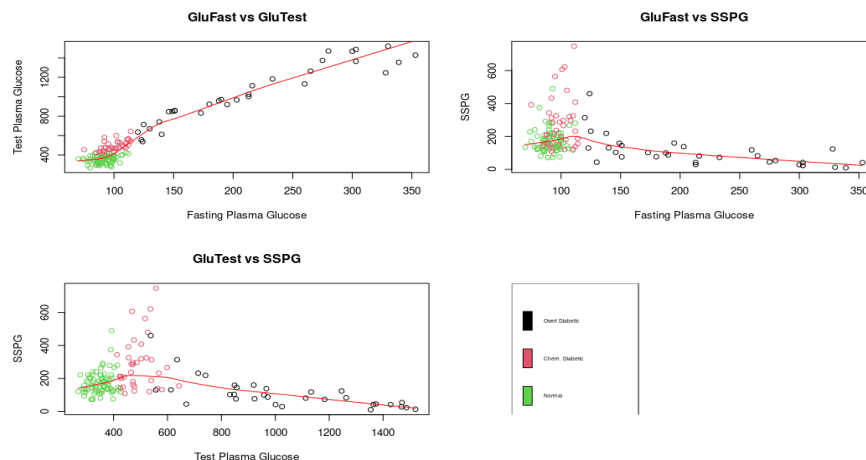 GluFast vs GluTest
Test Plasma Glucose
400
800
1200
100
150
200
250
300
350
Fasting Plasma Glucose
GluFast vs SSPG
SSPG
0
200
400
600
100
150
200
250
300
350
Fasting Plasma Glucose
GluTest vs SSPG
SSPG
0
200
400
600
400
600
800
1000
1200
1400
Test Plasma Glucose
Overt Diabetic
Chem. Diabetic
Normal